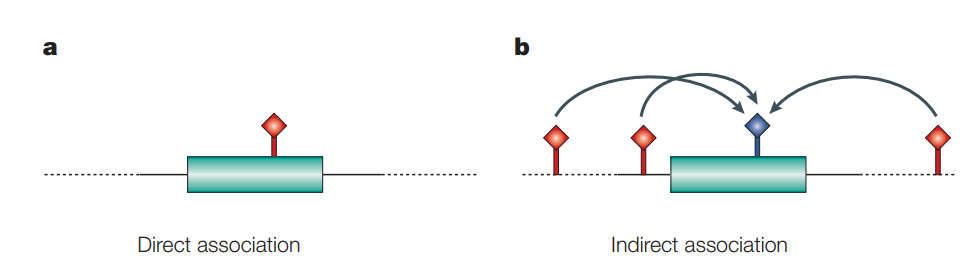 a
b
Direct association
Indirect association